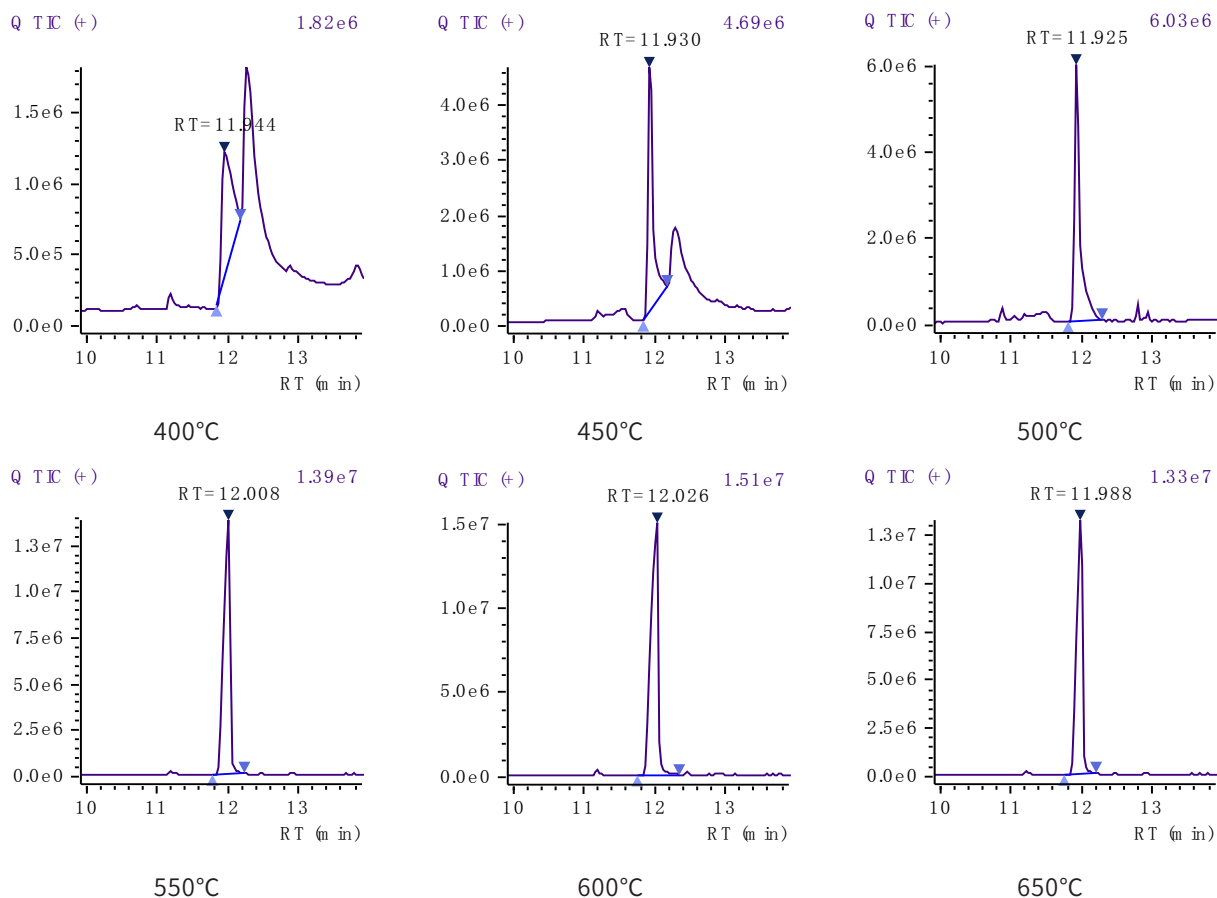 Q TIC (+) 1.82e6
RT=11.944
1.5e6
1.0e6
5.0e5
0.0e0
10 11 12 13
RT (min)
400°C
Q TIC (+) 4.69e6
RT=11.930
4.0e6
3.0e6
2.0e6
1.0e6
0.0e0
10 11 12 13
RT (min)
450°C
Q TIC (+) 6.03e6
RT=11.925
6.0e6
4.0e6
2.0e6
0.0e0
10 11 12 13
RT (min)
500°C
Q TIC (+) 1.39e7
RT=12.008
1.3e7
1.0e7
7.5e6
5.0e6
2.5e6
0.0e0
10 11 12 13
RT (min)
550°C
Q TIC (+) 1.51e7
RT=12.026
1.5e7
1.0e7
5.0e6
0.0e0
10 11 12 13
RT (min)
600°C
Q TIC (+) 1.33e7
RT=11.988
1.3e7
1.0e7
7.5e6
5.0e6
2.5e6
0.0e0
10 11 12 13
RT (min)
650°C